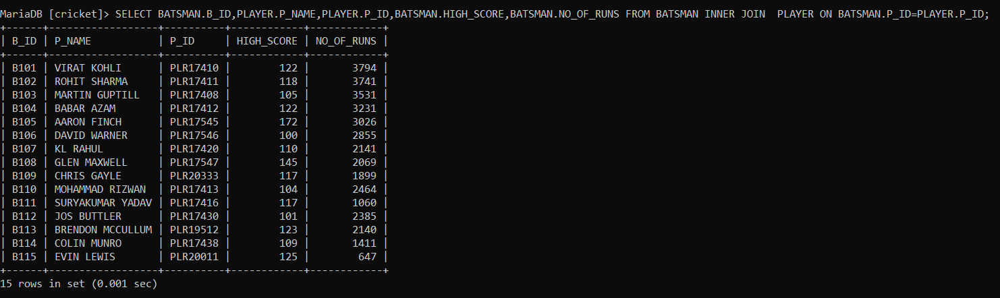 MariaDB [cricket]> SELECT BATSMAN.B_ID,PLAYER.P_NAME,PLAYER.P_ID,BATSMAN.HIGH_SCORE,BATSMAN.NO_OF_RUNS FROM BATSMAN INNER JOIN  PLAYER ON BATSMAN.P_ID=PLAYER.P_ID;
+------+-----------------+----------+------------+------------+
| B_ID | P_NAME          | P_ID     | HIGH_SCORE | NO_OF_RUNS |
+------+-----------------+----------+------------+------------+
| B101 | VIRAT KOHLI     | PLR17410 |        122 |       3794 |
| B102 | ROHIT SHARMA    | PLR17411 |        118 |       3741 |
| B103 | MARTIN GUPTILL  | PLR17408 |        105 |       3531 |
| B104 | BABAR AZAM      | PLR17412 |        122 |       3231 |
| B105 | AARON FINCH     | PLR17545 |        172 |       3026 |
| B106 | DAVID WARNER    | PLR17546 |        100 |       2855 |
| B107 | KL RAHUL        | PLR17420 |        110 |       2141 |
| B108 | GLEN MAXWELL    | PLR17547 |        145 |       2069 |
| B109 | CHRIS GAYLE     | PLR20333 |        117 |       1899 |
| B110 | MOHAMMAD RIZWAN | PLR17413 |        104 |       2464 |
| B111 | SURYAKUMAR YADAV | PLR17416 |        117 |       1060 |
| B112 | JOS BUTTLER     | PLR17430 |        101 |       2385 |
| B113 | BRENDON MCCULLUM | PLR19512 |        123 |       2140 |
| B114 | COLIN MUNRO     | PLR17438 |        109 |       1411 |
| B115 | EVIN LEWIS      | PLR20011 |        125 |        647 |
+------+-----------------+----------+------------+------------+
15 rows in set (0.001 sec)